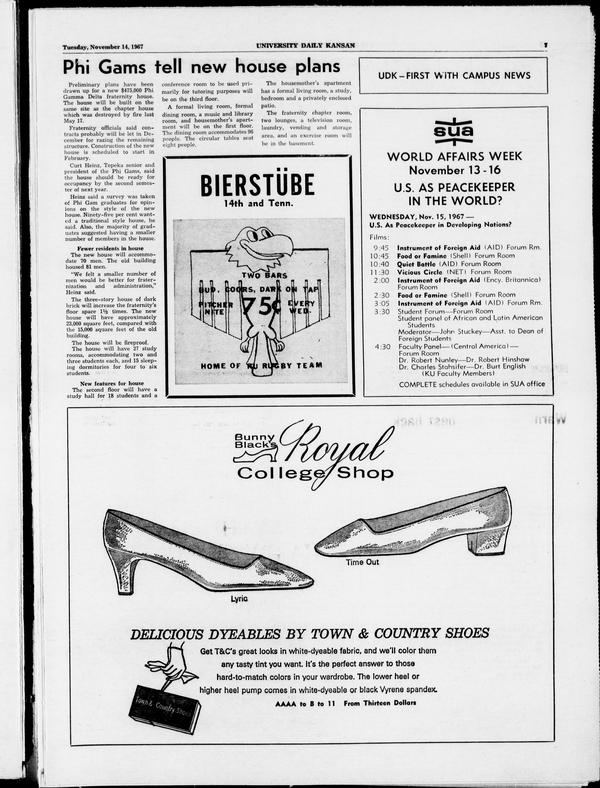 Tuesday, November 14, 1967
UNIVERSITY DAILY KANSAN
7
Phi Gams tell new house plans
Preliminary plans have been
drawn up for a new $475,000 Phi
Gamma Delta fraternity house.
The house will be built on the
same site as the chapter house
which was destroyed by fire last
May 17.
Fraternity officials said con-
tracts probably will be let in De-
cember for razing the remaining
structure. Construction of the new
house is scheduled to start in
February.
Curt Heinz, Topeka senior and
president of the Phi Gams, said
the house should be ready for
occupancy by the second semes-
ter of next year.
Heinz said a survey was taken
of Phi Gam graduates for opin-
ions on the style of the new
house. Ninety-five per cent want-
ed a traditional style house, he
said. Also, the majority of grad-
uates suggested having a smaller
number of members in the house.
Fewer residents in house
The new house will accommo-
date 70 men. The old building
housed 81 men.
"We felt a smaller number of
men would be better for frater-
nization and administration,"
Heinz said.
The three-story house of dark
brick will increase the fraternity's
floor space 1½ times. The new
house will have approximately
23,000 square feet, compared with
the 15,000 square feet of the old
building.
The house will be fireproof.
The house will have 27 study
rooms, accommodating two and
three students each, and 15 sleep-
ing dormitories for four to six
students.
New features for house
The second floor will have a
study hall for 18 students and a
conference room to be used pri-
marily for tutoring purposes will
be on the third floor.
A formal living room, formal
dining room, a music and library
room, and housemother's apart-
ment will be on the first floor.
The dining room accommodates 96
people. The circular tables seat
eight people.
The housemother's apartment
has a formal living room, a study,
bedroom and a privately enclosed
patio.
The fraternity chapter room,
two lounges, a television room,
laundry, vending and storage
area, and an exercise room will
be in the basement.
BIERSTÜBE
14th and Tenn.
TWO BARS
BUD, COORS, DARK ON TAP
PITCHER NITE 75¢ EVERY WED.
HOME OF KU RUGBY TEAM
UDK—FIRST WITH CAMPUS NEWS
sua
WORLD AFFAIRS WEEK
November 13-16
U.S. AS PEACEKEEPER
IN THE WORLD?
WEDNESDAY, Nov. 15, 1967—
U.S. As Peacekeeper in Developing Nations?
Films:
9:45 Instrument of Foreign Aid (AID) Forum Rm.
10:45 Food or Famine (Shell) Forum Room
10:40 Quiet Battle (AID) Forum Room
11:30 Vicious Circle (NET) Forum Room
2:00 Instrument of Foreign Aid (Ency. Britannica)
Forum Room
2:30 Food or Famine (Shell) Forum Room
3:05 Instrument of Foreign Aid (AID) Forum Rm.
3:30 Student Forum—Forum Room
Student panel of African and Latin American
Students
Moderator—John Stuckey—Asst. to Dean of
Foreign Students
4:30 Faculty Panel—(Central America)—
Forum Room
Dr. Robert Nunley—Dr. Robert Hinshaw
Dr. Charles Stahsifer—Dr. Burt English
(KU Faculty Members)
COMPLETE schedules available in SUA office
Bunny
Black's Royal
College Shop
Time Out
Lyric
DELICIOUS DYEABLES BY TOWN & COUNTRY SHOES
Get T&C's great looks in white-dyeable fabric, and we'll color them
any tasty tint you want. It's the perfect answer to those
hard-to-match colors in your wardrobe. The lower heel or
higher heel pump comes in white-dyeable or black Vyrene spandex.
AAAA to B to 11 From Thirteen Dollars
Town & Country Shoes